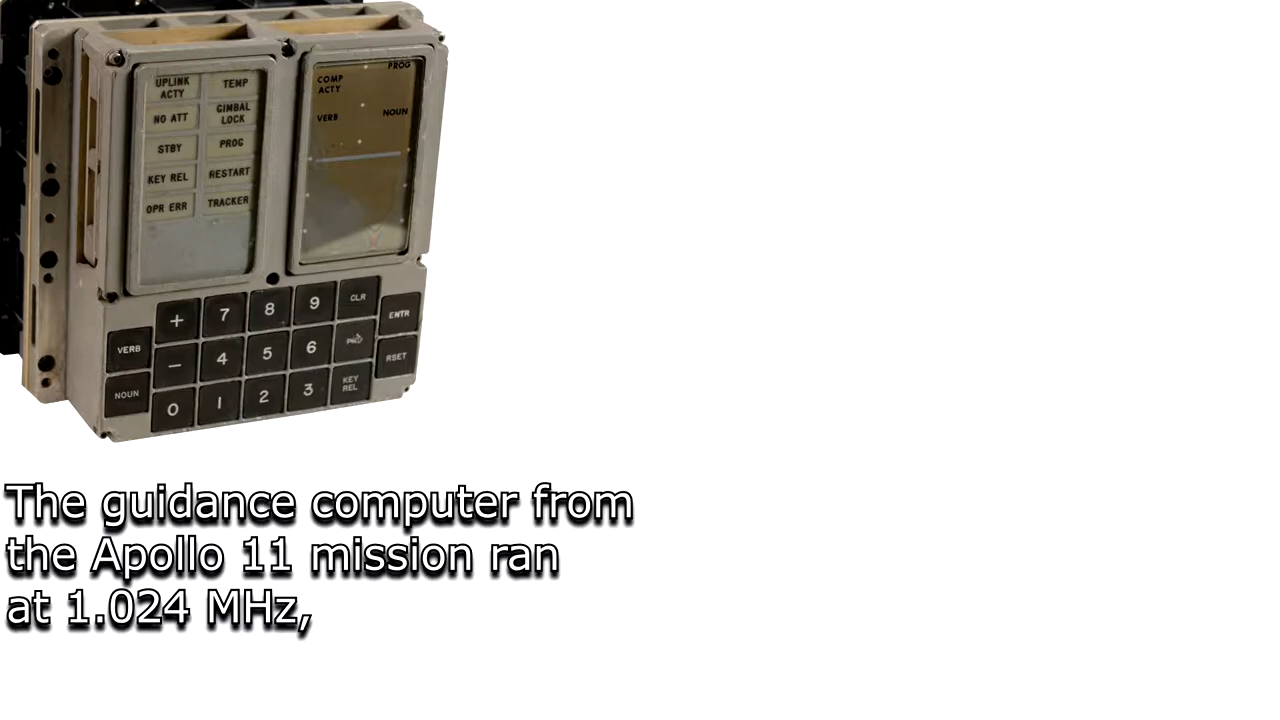 UPLINK ACTY
TEMP
NO ATT
GIMBAL LOCK
STBY
PROG
KEY REL
RESTART
OPR ERR
TRACKER
COMP ACTY
PROG
VERB
NOUN
+ 7 8 9 CLR
VERB
ENTR
- 4 5 6
NOUN
RSET
0 1 2 3 KEY REL
The guidance computer from
the Apollo 11 mission ran
at 1.024 MHz,